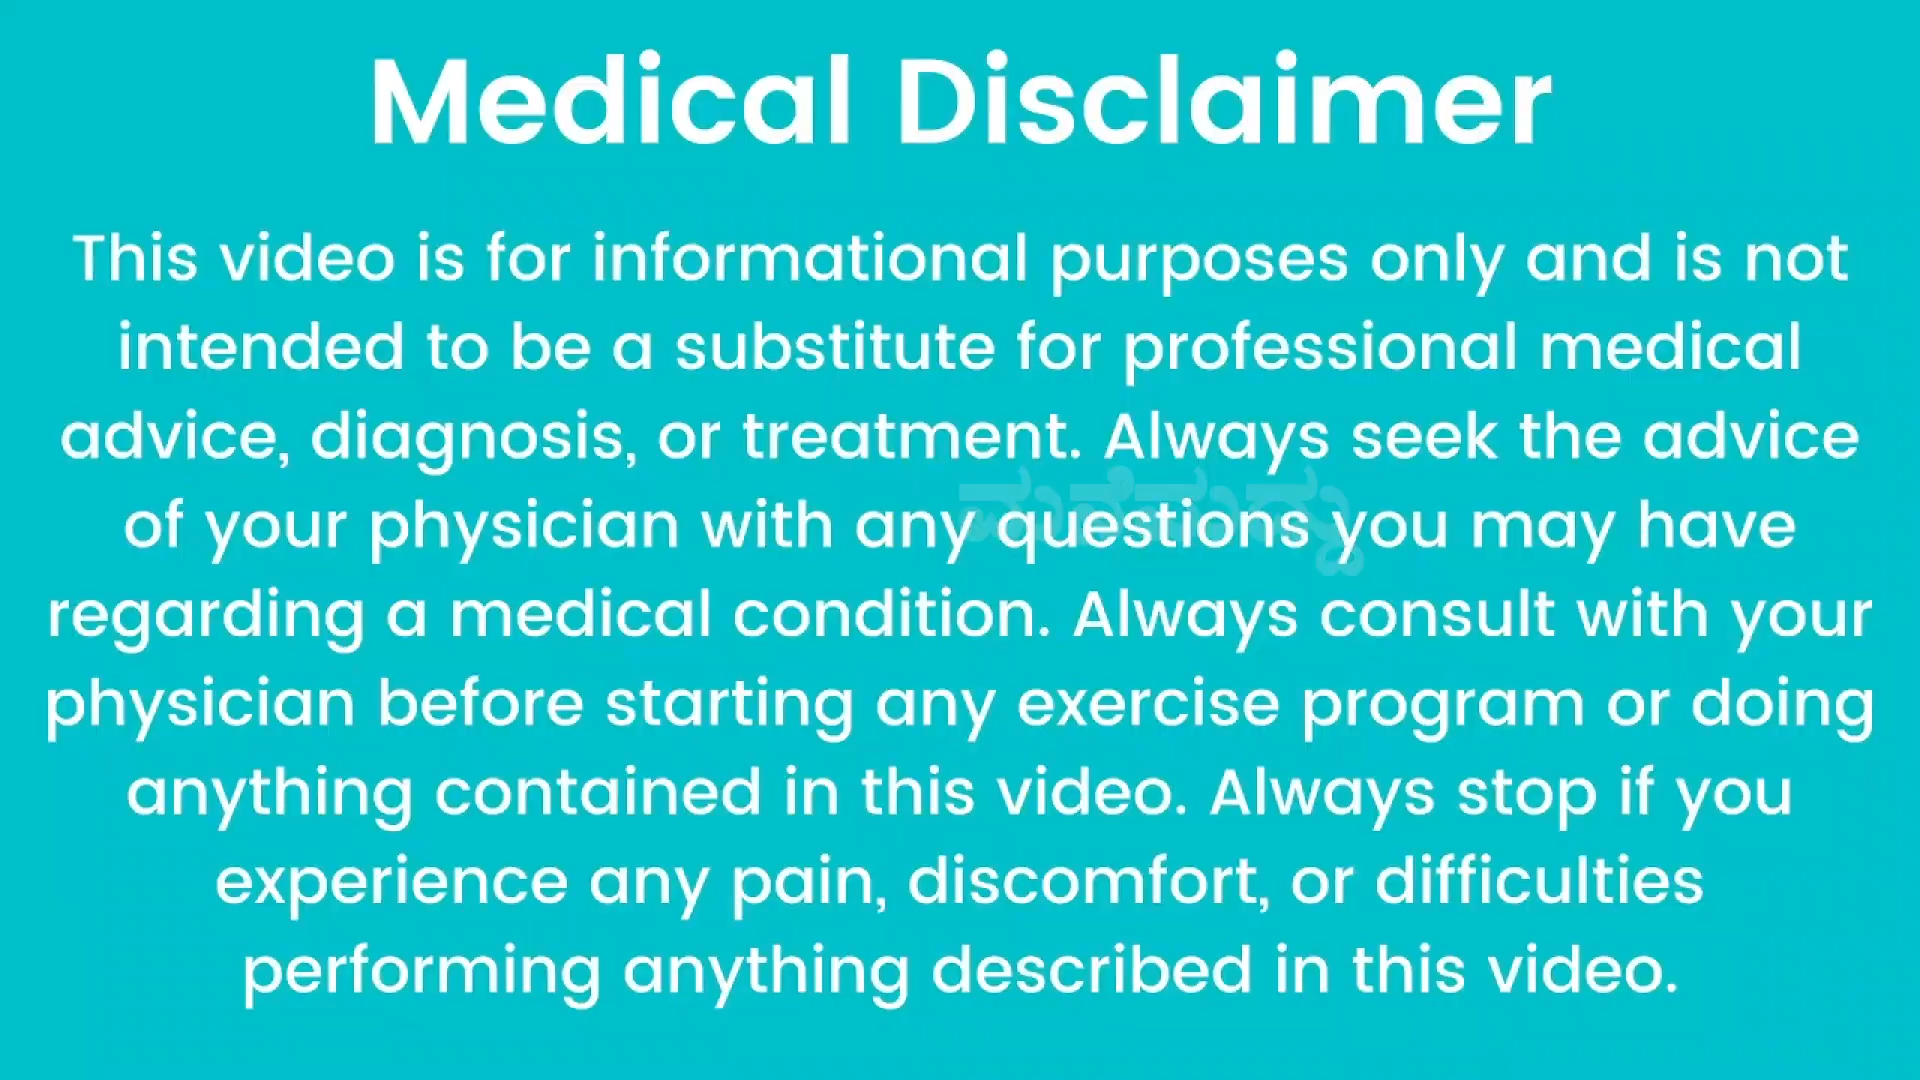 Medical Disclaimer
This video is for informational purposes only and is not
intended to be a substitute for professional medical
advice, diagnosis, or treatment. Always seek the advice
of your physician with any questions you may have
regarding a medical condition. Always consult with your
physician before starting any exercise program or doing
anything contained in this video. Always stop if you
experience any pain, discomfort, or difficulties
performing anything described in this video.
ಮನೆಮದ್ದು